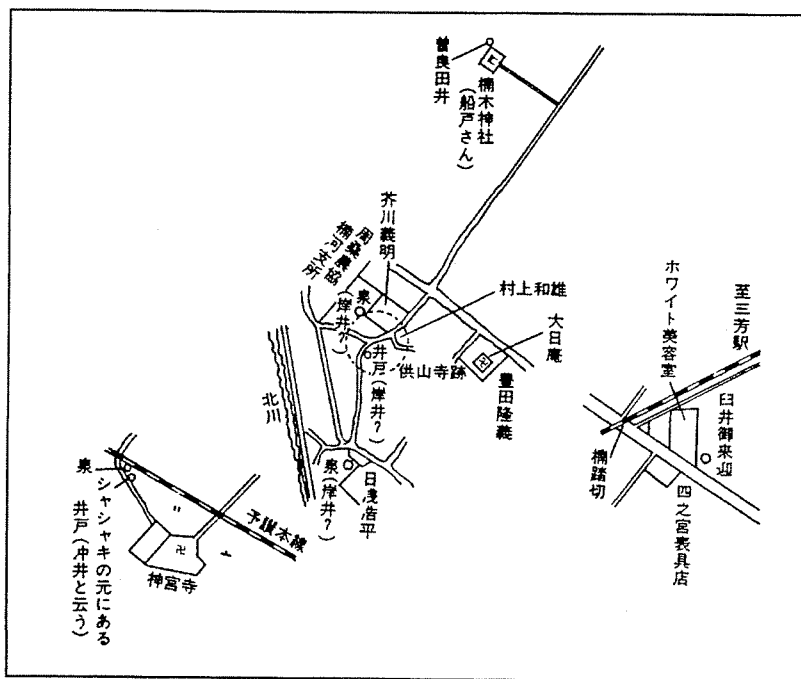 曽良田井
楠木神社
(船戸さん)
芥川義明
周桑農協
楠河支所
泉
(岸井?)
村上和雄
大日庵
井戸(岸井?)
供山寺跡
豊田隆義
北川
泉(岸井?)
日浅浩平
至三芳駅
ホワイト美容室
臼井御来迎
楠踏切
四之宮表具店
泉
シャシャキの元にある
井戸(沖井と云う)
予讃本線
神宮寺